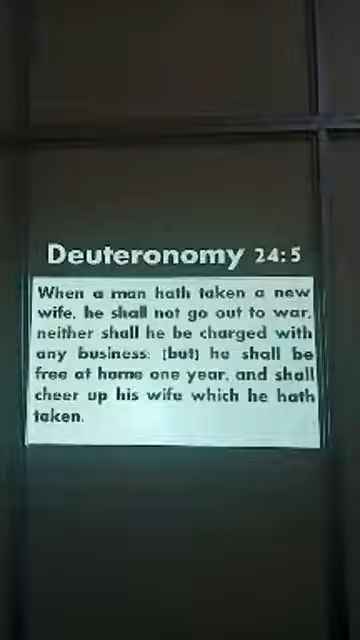 Deuteronomy 24:5
When a man hath taken a new
wife, he shall not go out to war,
neither shall he be charged with
any business: [but] he shall be
free at home one year, and shall
cheer up his wife which he hath
taken.